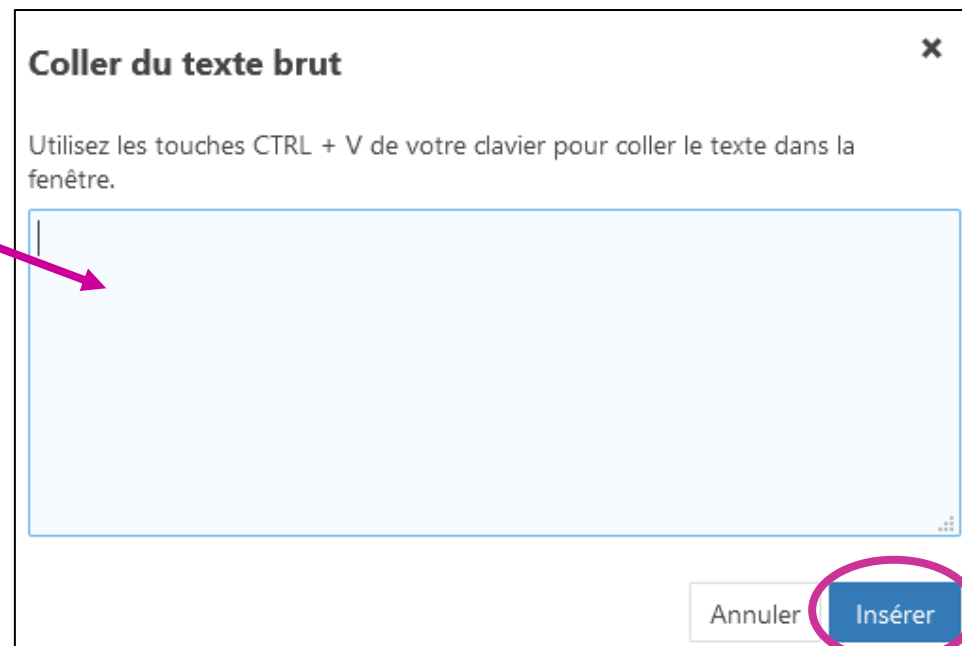 Coller du texte brut
Utilisez les touches CTRL + V de votre clavier pour coller le texte dans la
fenêtre.
Annuler
Insérer